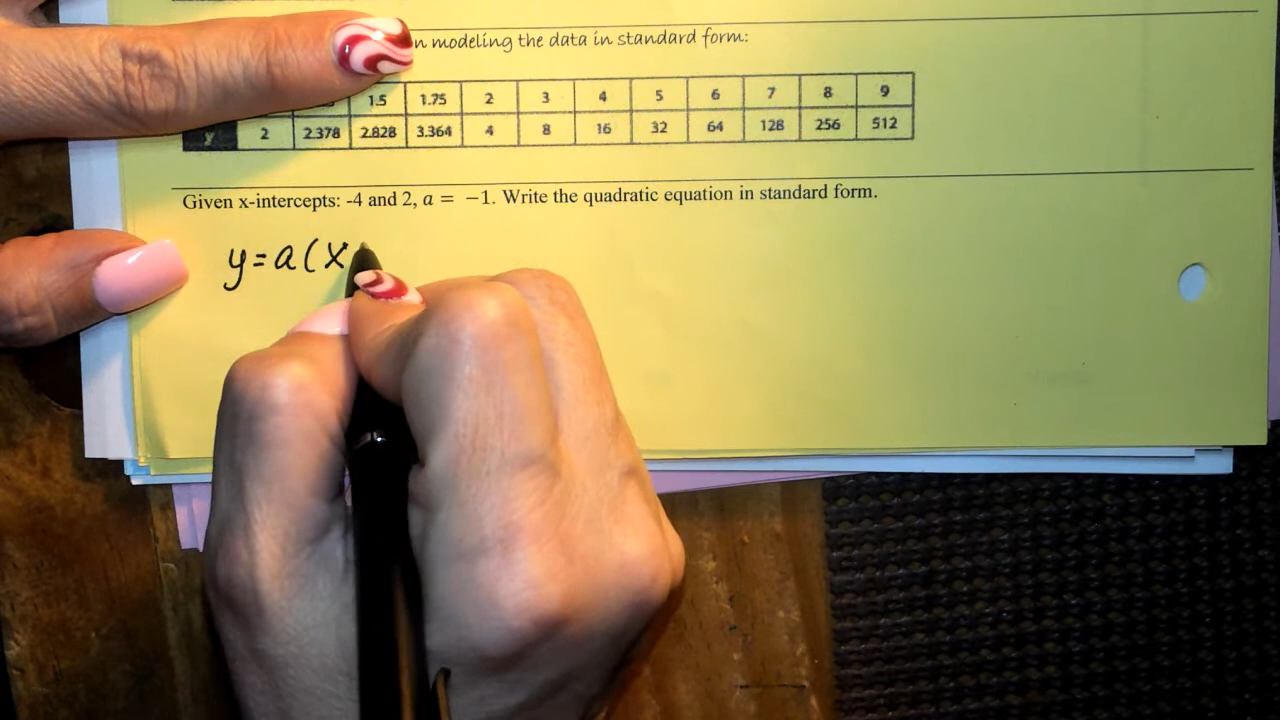 modeling the data in standard form:
1.5 1.75 2 3 4 5 6 7 8 9
y 2 2.378 2.828 3.364 4 8 16 32 64 128 256 512
Given x-intercepts: -4 and 2, a = −1. Write the quadratic equation in standard form.
y=a(x